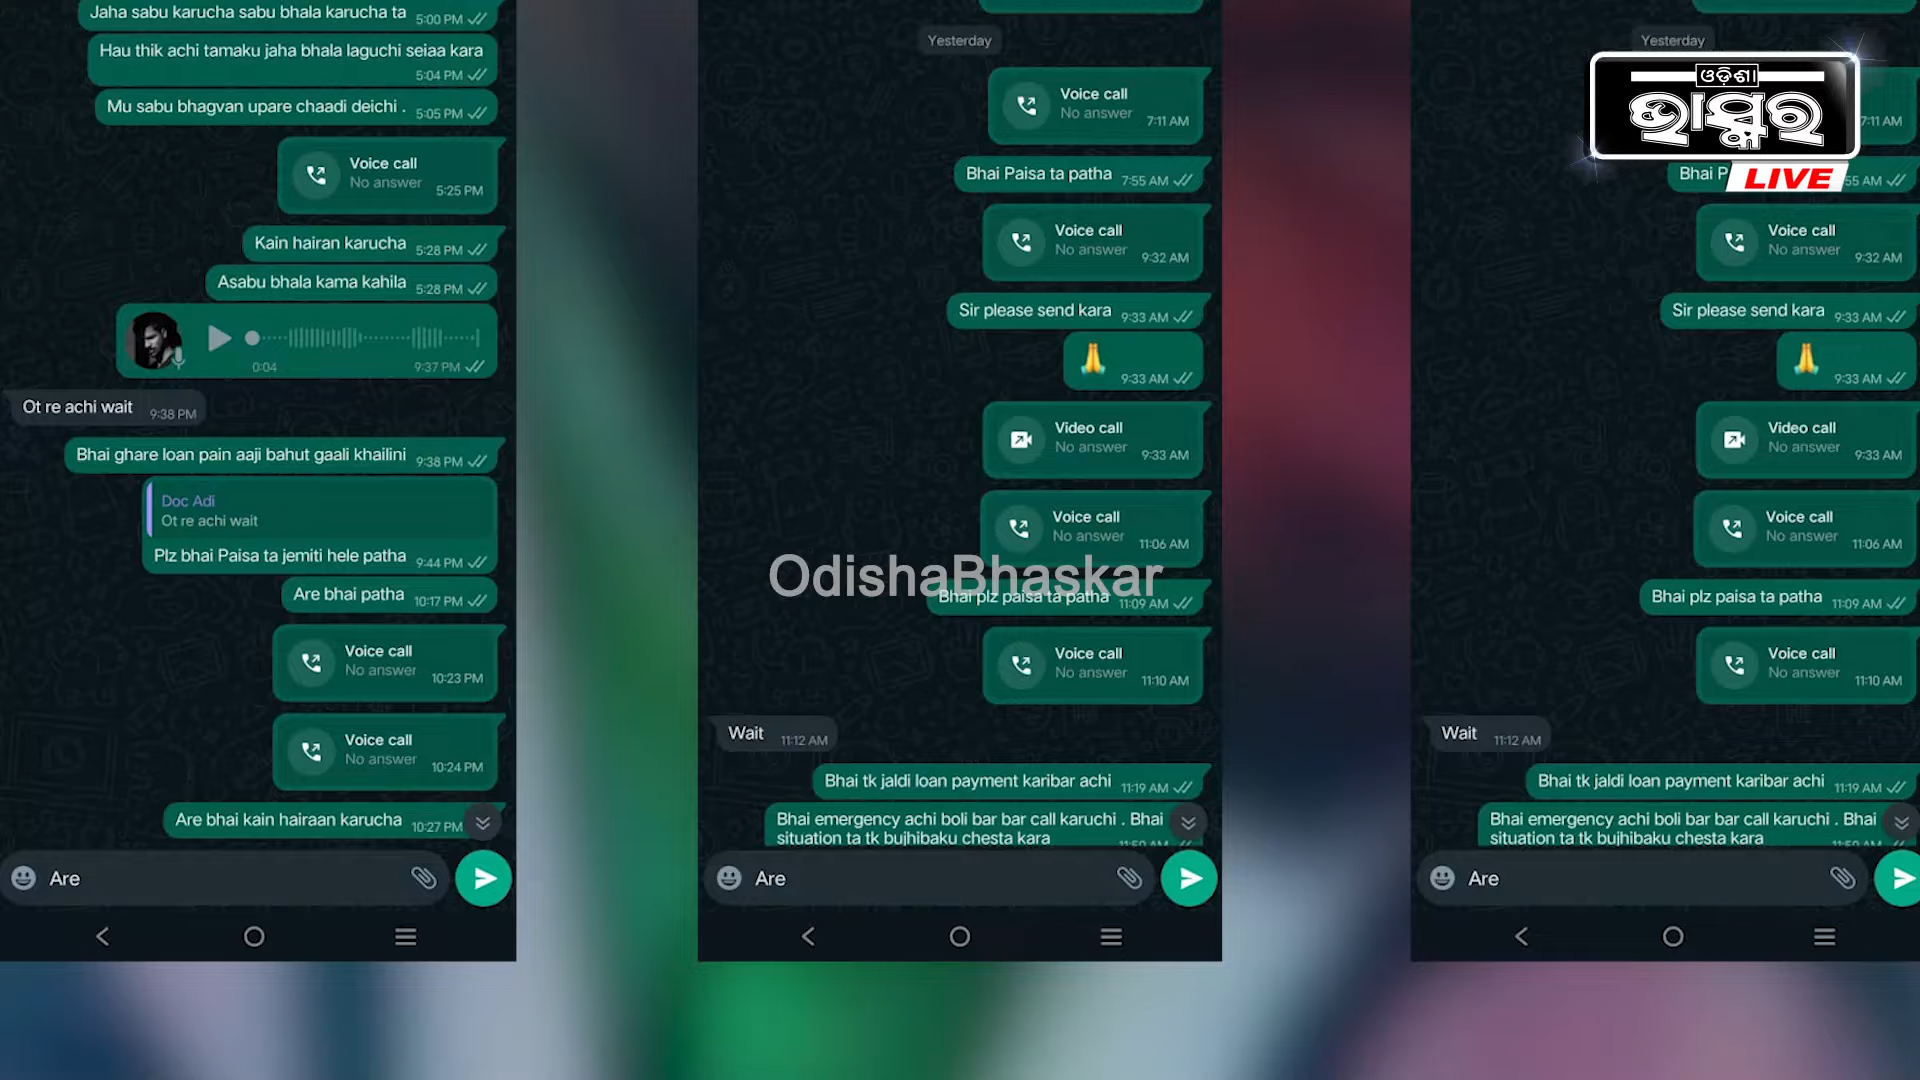 Jaha sabu karucha sabu bhala karucha ta 5:00 PM
Hau thik achi tamaku jaha bhala laguchi seiaa kara
5:04 PM
Mu sabu bhagvan upare chaadi deichi . 5:05 PM
Voice call
No answer 5:25 PM
Kain hairan karucha 5:28 PM
Asabu bhala kama kahila 5:28 PM
0:04 9:37 PM
Ot re achi wait 9:38 PM
Bhai ghare loan pain aaji bahut gaali khailini 9:38 PM
Doc Adi
Ot re achi wait
Plz bhai Paisa ta jemiti hele patha 9:44 PM
Are bhai patha 10:17 PM
Voice call
No answer 10:23 PM
Voice call
No answer 10:24 PM
Are bhai kain hairaan karucha 10:27 PM
Are
Yesterday
Voice call
No answer 7:11 AM
Bhai Paisa ta patha 7:55 AM
Voice call
No answer 9:32 AM
Sir please send kara 9:33 AM
🙏 9:33 AM
Video call
No answer 9:33 AM
Voice call
No answer 11:06 AM
OdishaBhaskar
Bhai plz paisa ta patha 11:09 AM
Voice call
No answer 11:10 AM
Wait 11:12 AM
Bhai tk jaldi loan payment karibar achi 11:19 AM
Bhai emergency achi boli bar bar call karuchi . Bhai
situation ta tk bujhibaku chesta kara
Are
Yesterday
ଓଡ଼ିଶା
ଭାସ୍କର
LIVE
7:11 AM
Bhai P 55 AM
Voice call
No answer 9:32 AM
Sir please send kara 9:33 AM
🙏 9:33 AM
Video call
No answer 9:33 AM
Voice call
No answer 11:06 AM
Bhai plz paisa ta patha 11:09 AM
Voice call
No answer 11:10 AM
Wait 11:12 AM
Bhai tk jaldi loan payment karibar achi 11:19 AM
Bhai emergency achi boli bar bar call karuchi . Bhai
situation ta tk bujhibaku chesta kara
Are